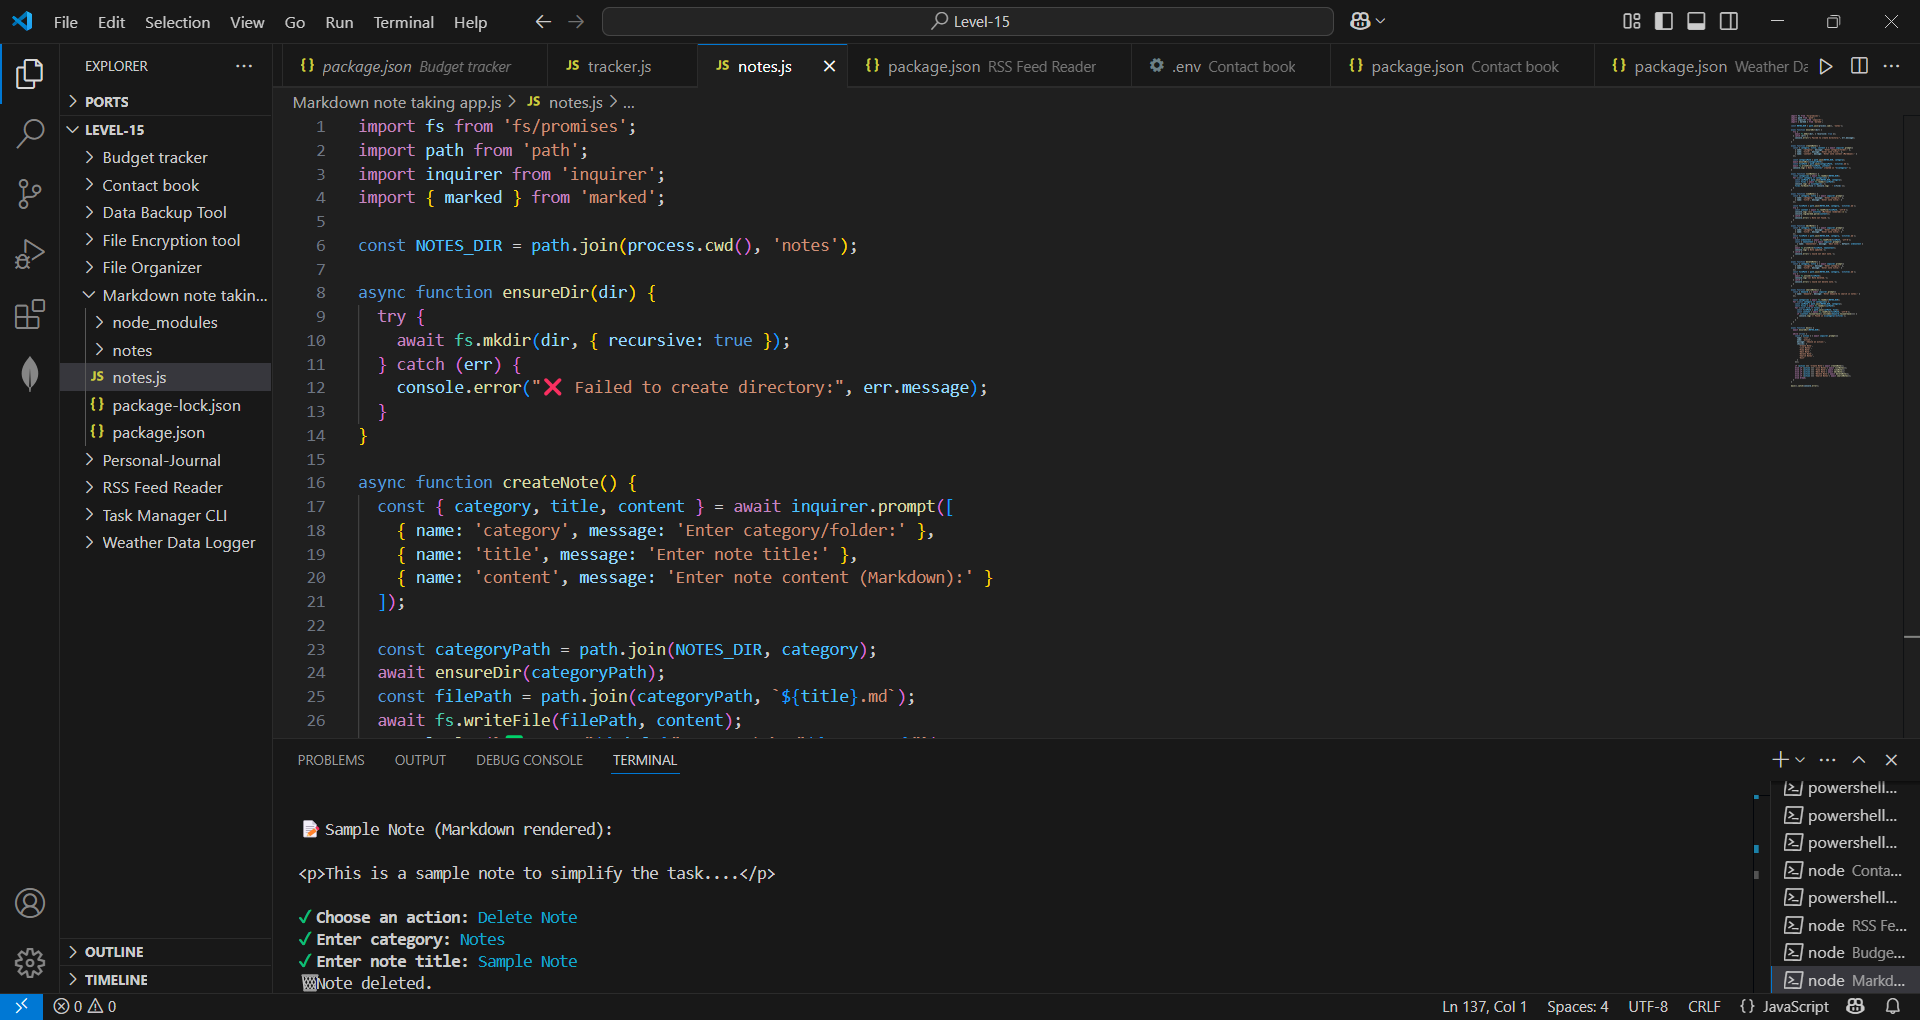 File Edit Selection View Go Run Terminal Help
Level-15
EXPLORER
package.json Budget tracker
tracker.js
notes.js
package.json RSS Feed Reader
.env Contact book
package.json Contact book
package.json Weather Da
PORTS
LEVEL-15
Budget tracker
Contact book
Data Backup Tool
File Encryption tool
File Organizer
Markdown note takin...
node_modules
notes
notes.js
package-lock.json
package.json
Personal-Journal
RSS Feed Reader
Task Manager CLI
Weather Data Logger
OUTLINE
TIMELINE
Markdown note taking app.js > JS notes.js > ...
1 import fs from 'fs/promises';
2 import path from 'path';
3 import inquirer from 'inquirer';
4 import { marked } from 'marked';
5
6 const NOTES_DIR = path.join(process.cwd(), 'notes');
7
8 async function ensureDir(dir) {
9 try {
10 await fs.mkdir(dir, { recursive: true });
11 } catch (err) {
12 console.error("❌ Failed to create directory:", err.message);
13 }
14 }
15
16 async function createNote() {
17 const { category, title, content } = await inquirer.prompt([
18 { name: 'category', message: 'Enter category/folder:' },
19 { name: 'title', message: 'Enter note title:' },
20 { name: 'content', message: 'Enter note content (Markdown):' }
21 ]);
22
23 const categoryPath = path.join(NOTES_DIR, category);
24 await ensureDir(categoryPath);
25 const filePath = path.join(categoryPath, `${title}.md`);
26 await fs.writeFile(filePath, content);
PROBLEMS OUTPUT DEBUG CONSOLE TERMINAL
📝 Sample Note (Markdown rendered):
<p>This is a sample note to simplify the task....</p>
✓ Choose an action: Delete Note
✓ Enter category: Notes
✓ Enter note title: Sample Note
🗑Note deleted.
powershell...
powershell...
powershell...
node Conta...
powershell...
node RSS Fe...
node Budge...
node Markd...
0 0
Ln 137, Col 1 Spaces: 4 UTF-8 CRLF {} JavaScript